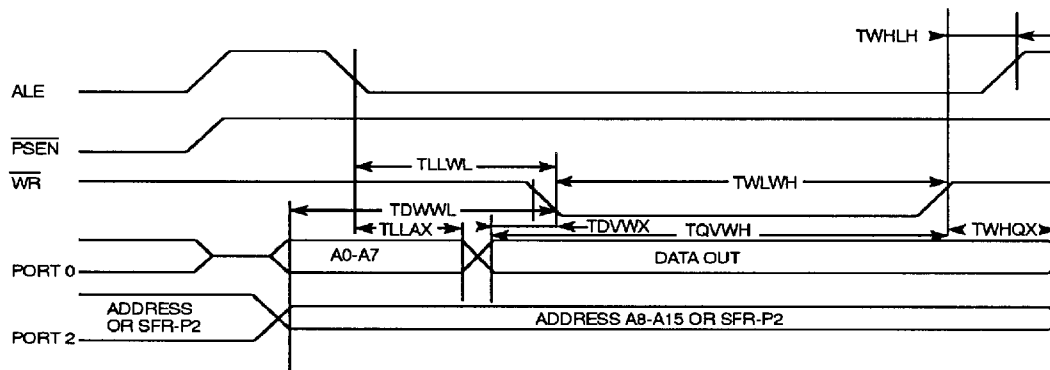 TWHLH
ALE
PSEN
TLLWL
WR
TWLWH
TDWWL
TLLAX
TDVWX
TQVWH
TWHQX
PORT 0
A0-A7
DATA OUT
ADDRESS
OR SFR-P2
PORT 2
ADDRESS A8-A15 OR SFR-P2